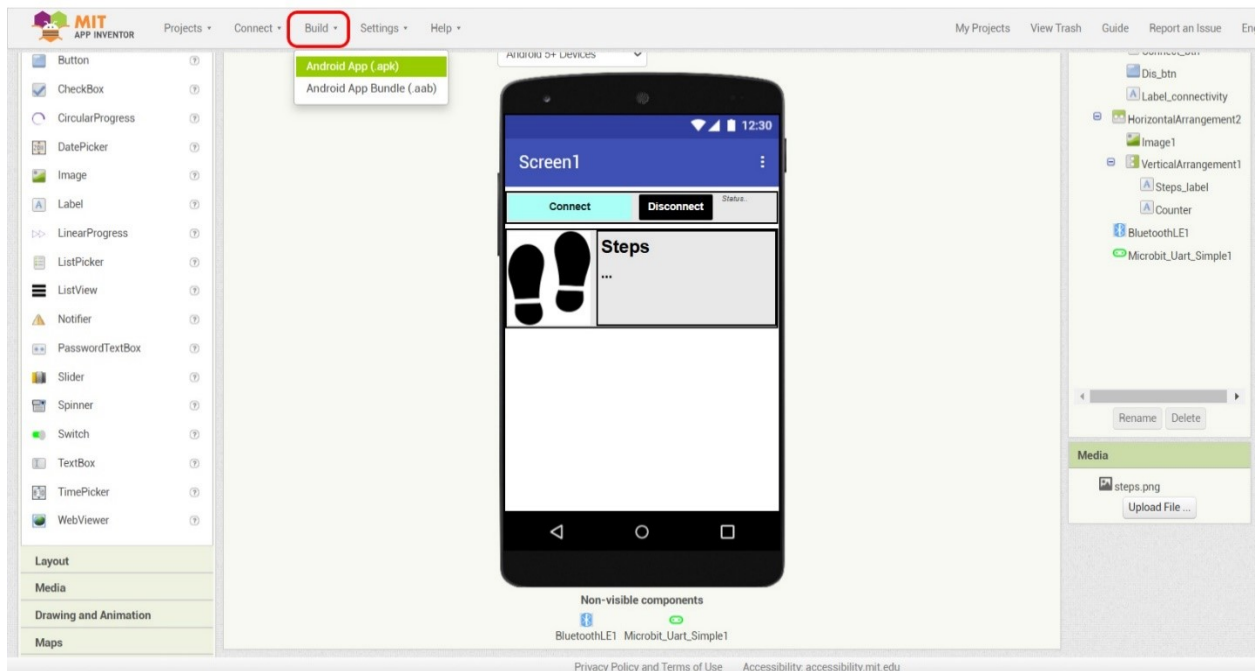 MIT
APP INVENTOR
Projects
Connect
Build
Settings
Help
My Projects
View Trash
Guide
Report an Issue
Android App (.apk)
Android App Bundle (.aab)
Button
CheckBox
CircularProgress
DatePicker
Image
Label
LinearProgress
ListPicker
ListView
Notifier
PasswordTextBox
Slider
Spinner
Switch
TextBox
TimePicker
WebViewer
Layout
Media
Drawing and Animation
Maps
Android 5+ Devices
12:30
Screen1
Connect
Disconnect
Status..
Steps
...
Non-visible components
BluetoothLE1
Microbit_Uart_Simple1
Connect_btn
Dis_btn
Label_connectivity
HorizontalArrangement2
Image1
VerticalArrangement1
Steps_label
Counter
BluetoothLE1
Microbit_Uart_Simple1
Rename
Delete
Media
steps.png
Upload File ...
Privacy Policy and Terms of Use
Accessibility: accessibility.mit.edu